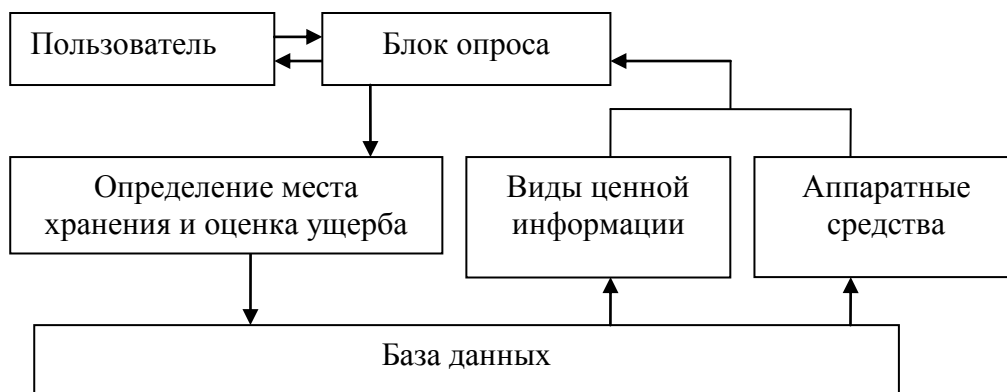 Пользователь
Блок опроса
Определение места
хранения и оценка ущерба
Виды ценной
информации
Аппаратные
средства
База данных